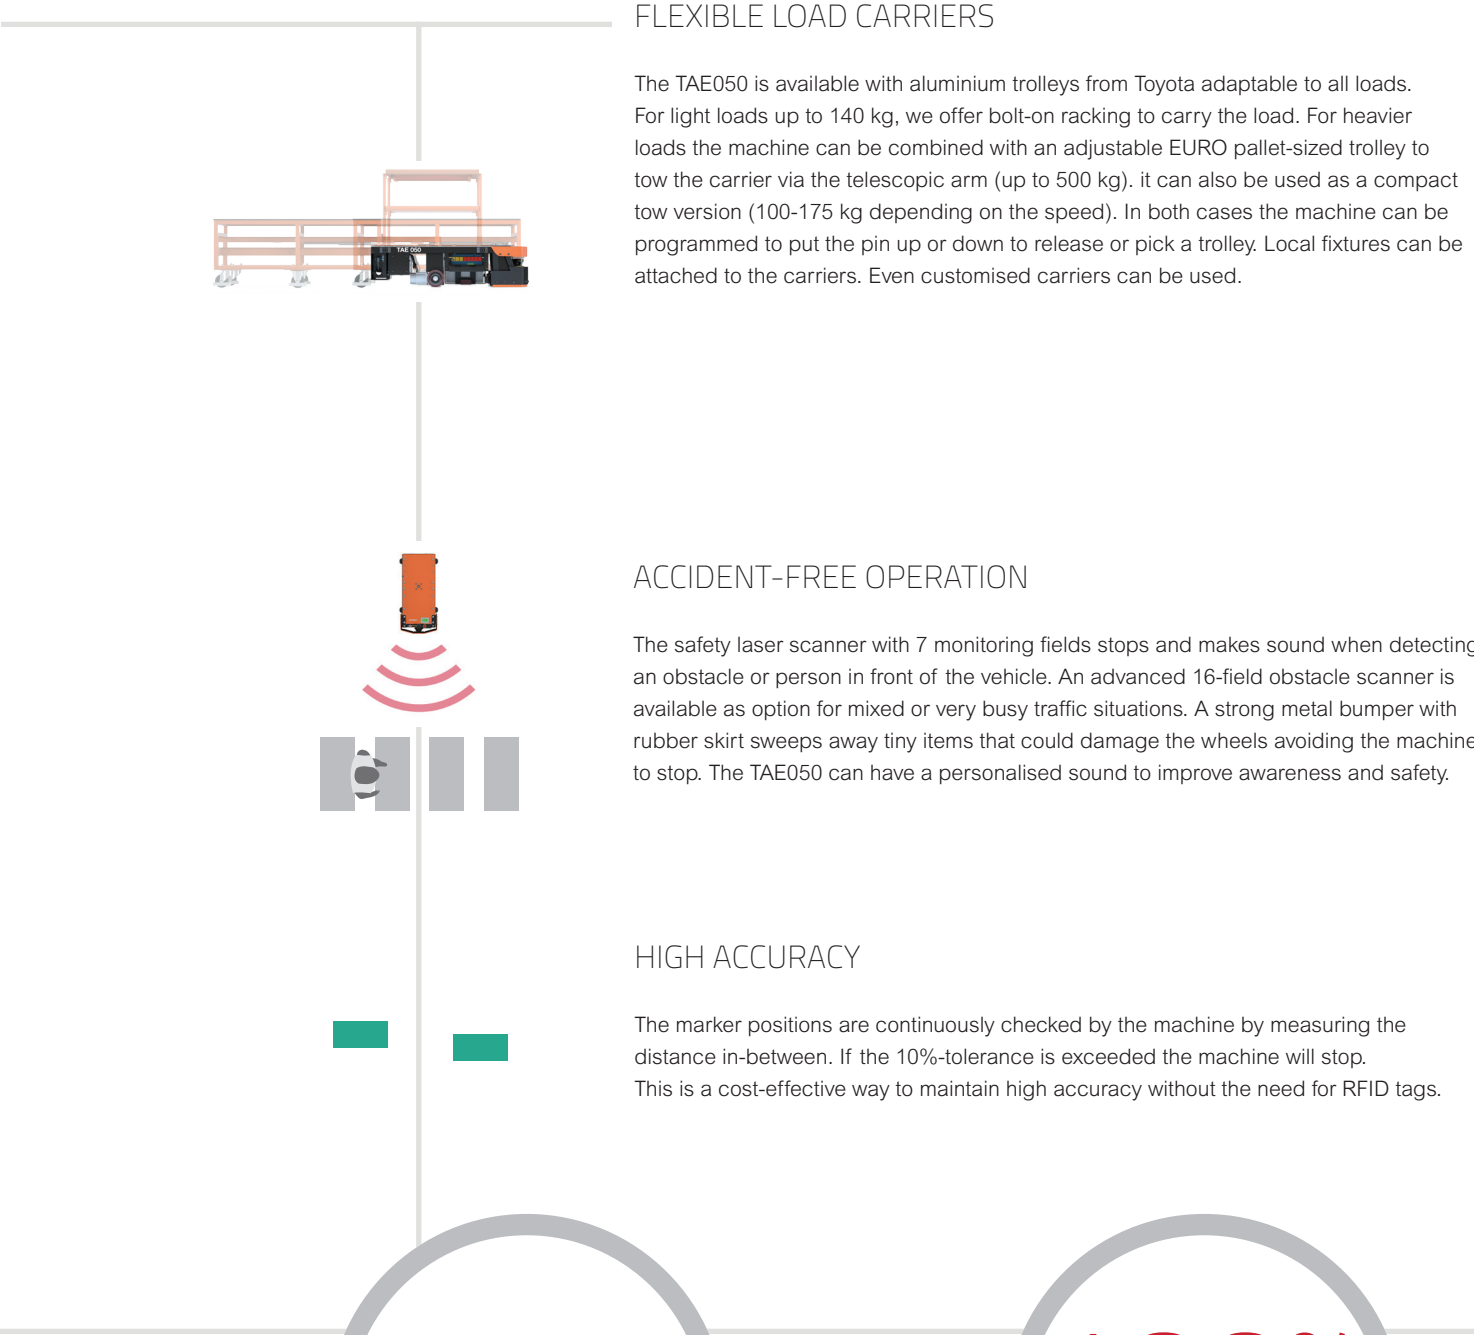 FLEXIBLE LOAD CARRIERS
The TAE050 is available with aluminium trolleys from Toyota adaptable to all loads.
For light loads up to 140 kg, we offer bolt-on racking to carry the load. For heavier
loads the machine can be combined with an adjustable EURO pallet-sized trolley to
tow the carrier via the telescopic arm (up to 500 kg). it can also be used as a compact
tow version (100-175 kg depending on the speed). In both cases the machine can be
programmed to put the pin up or down to release or pick a trolley. Local fixtures can be
attached to the carriers. Even customised carriers can be used.
TAE 050
ACCIDENT-FREE OPERATION
The safety laser scanner with 7 monitoring fields stops and makes sound when detecting
an obstacle or person in front of the vehicle. An advanced 16-field obstacle scanner is
available as option for mixed or very busy traffic situations. A strong metal bumper with
rubber skirt sweeps away tiny items that could damage the wheels avoiding the machine
to stop. The TAE050 can have a personalised sound to improve awareness and safety.
HIGH ACCURACY
The marker positions are continuously checked by the machine by measuring the
distance in-between. If the 10%-tolerance is exceeded the machine will stop.
This is a cost-effective way to maintain high accuracy without the need for RFID tags.